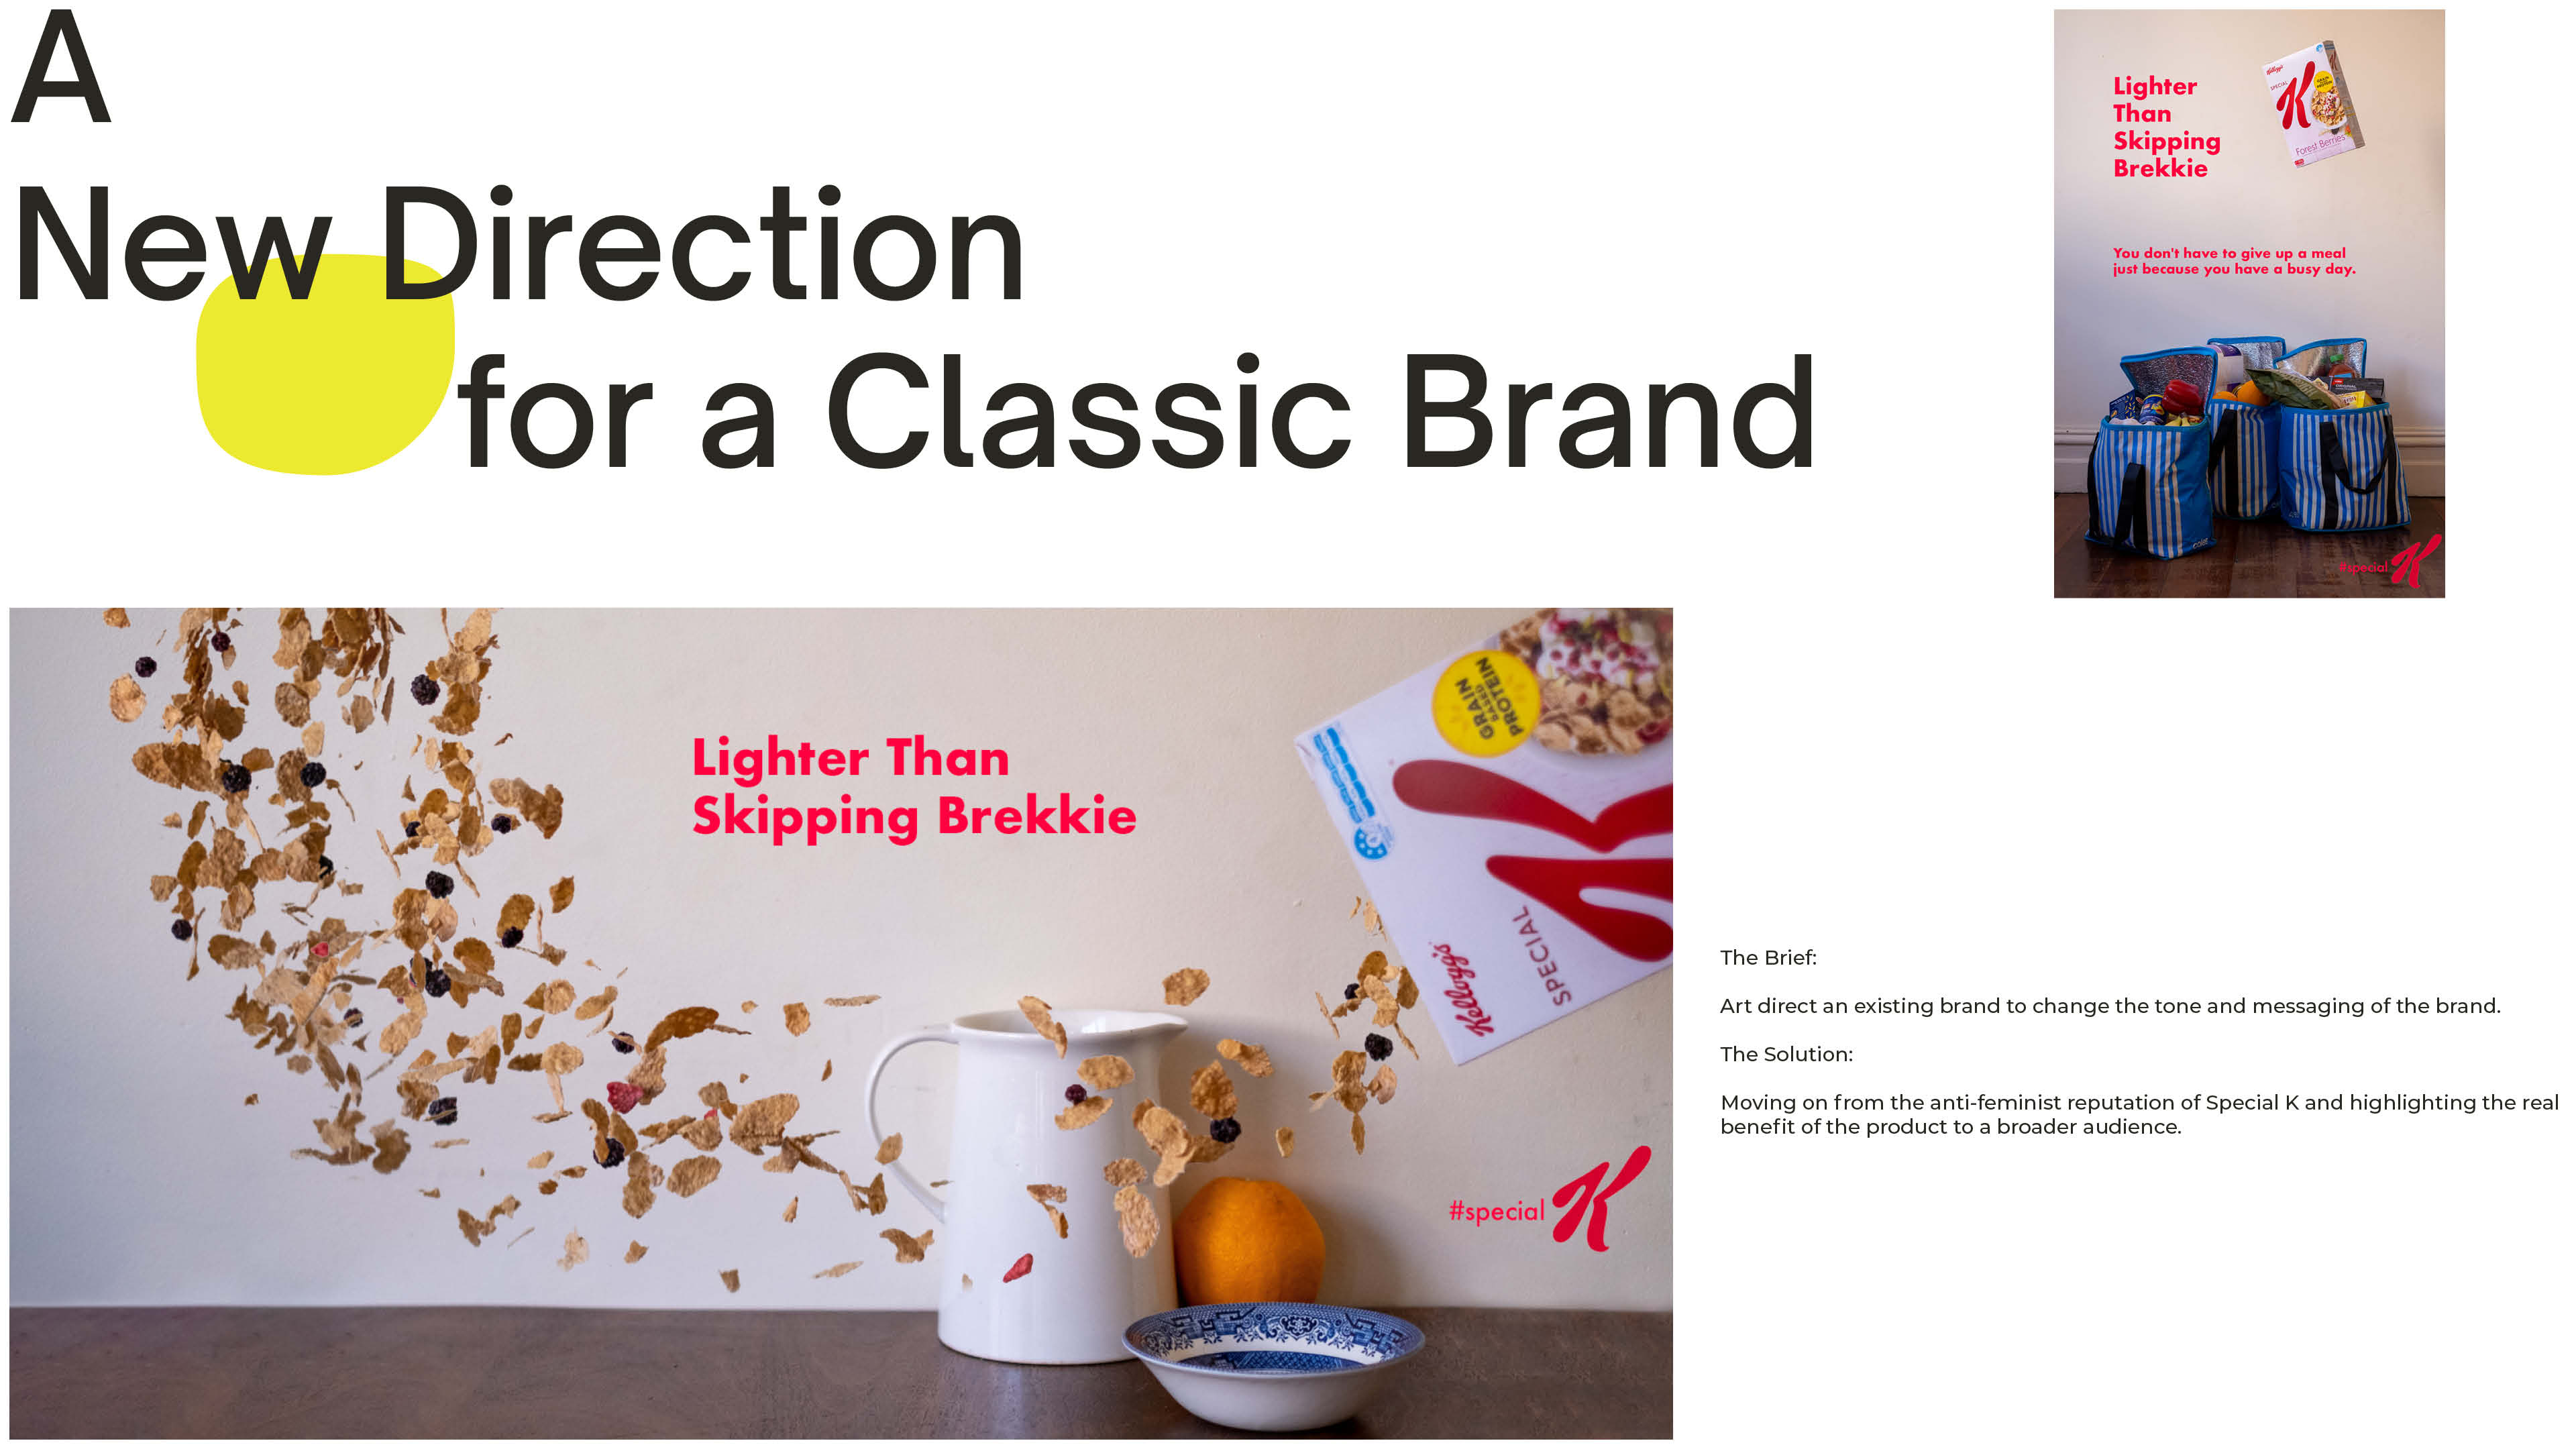 A
New Direction
for a Classic Brand
Lighter
Than
Skipping
Brekkie
Kellogg's
SPECIAL
K
Forest Berries
You don't have to give up a meal
just because you have a busy day.
#special K
Lighter Than
Skipping Brekkie
GRAIN
BASED
PROTEIN
Kellogg's
SPECIAL
K
#special K
The Brief:
Art direct an existing brand to change the tone and messaging of the brand.
The Solution:
Moving on from the anti-feminist reputation of Special K and highlighting the real
benefit of the product to a broader audience.